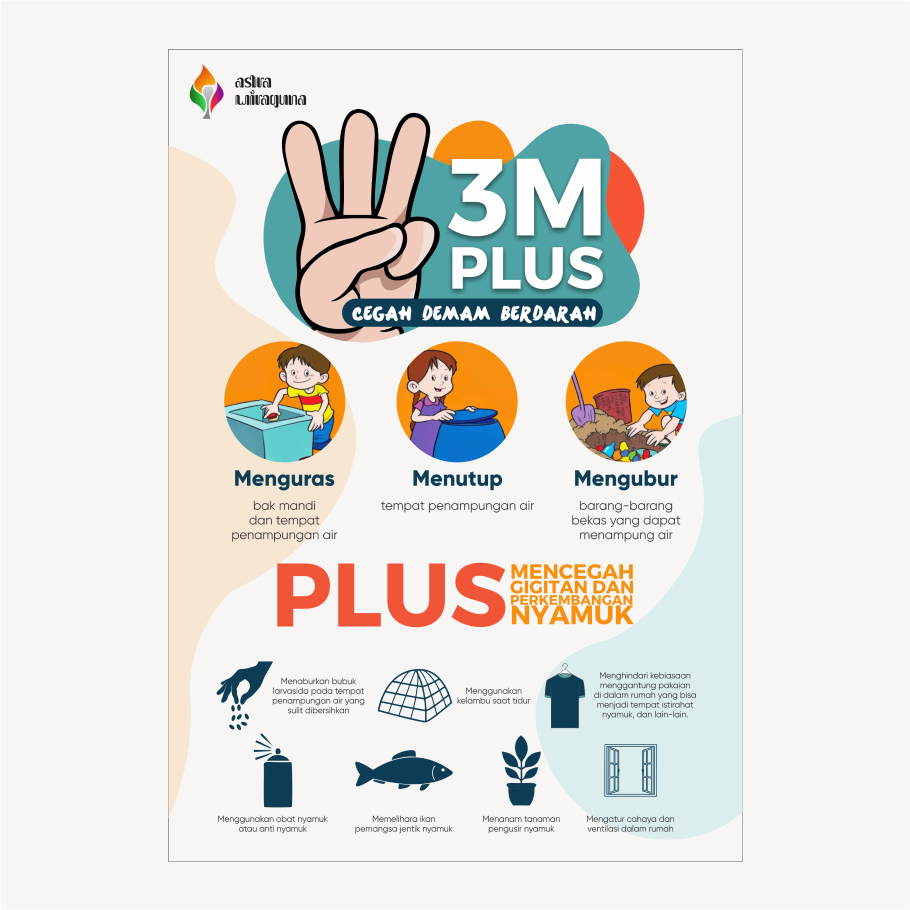 asiva
wiraguna
3M
PLUS
CEGAH DEMAM BERDARAH
Menguras
bak mandi
dan tempat
penampungan air
Menutup
tempat penampungan air
Mengubur
barang-barang
bekas yang dapat
menampung air
PLUS
MENCEGAH
GIGITAN DAN
PERKEMBANGAN
NYAMUK
Menaburkan bubuk
larvasida pada tempat
penampungan air yang
sulit dibersihkan
Menggunakan
kelambu saat tidur
Menghindari kebiasaan
menggantung pakaian
di dalam rumah yang bisa
menjadi tempat istirahat
nyamuk, dan lain-lain.
Menggunakan obat nyamuk
atau anti nyamuk
Memelihara ikan
pemangsa jentik nyamuk
Menanam tanaman
pengusir nyamuk
Mengatur cahaya dan
ventilasi dalam rumah